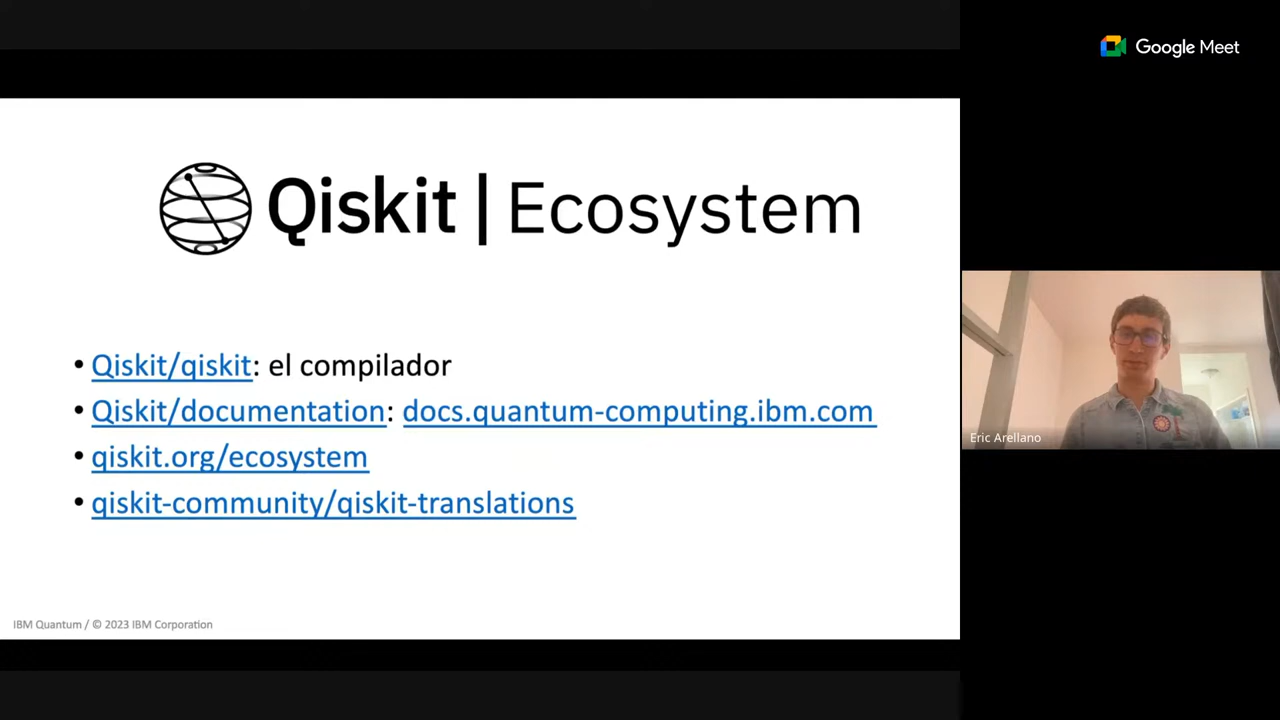 Google Meet
Qiskit | Ecosystem
• Qiskit/qiskit: el compilador
• Qiskit/documentation: docs.quantum-computing.ibm.com
• qiskit.org/ecosystem
• qiskit-community/qiskit-translations
Eric Arellano
IBM Quantum / © 2023 IBM Corporation